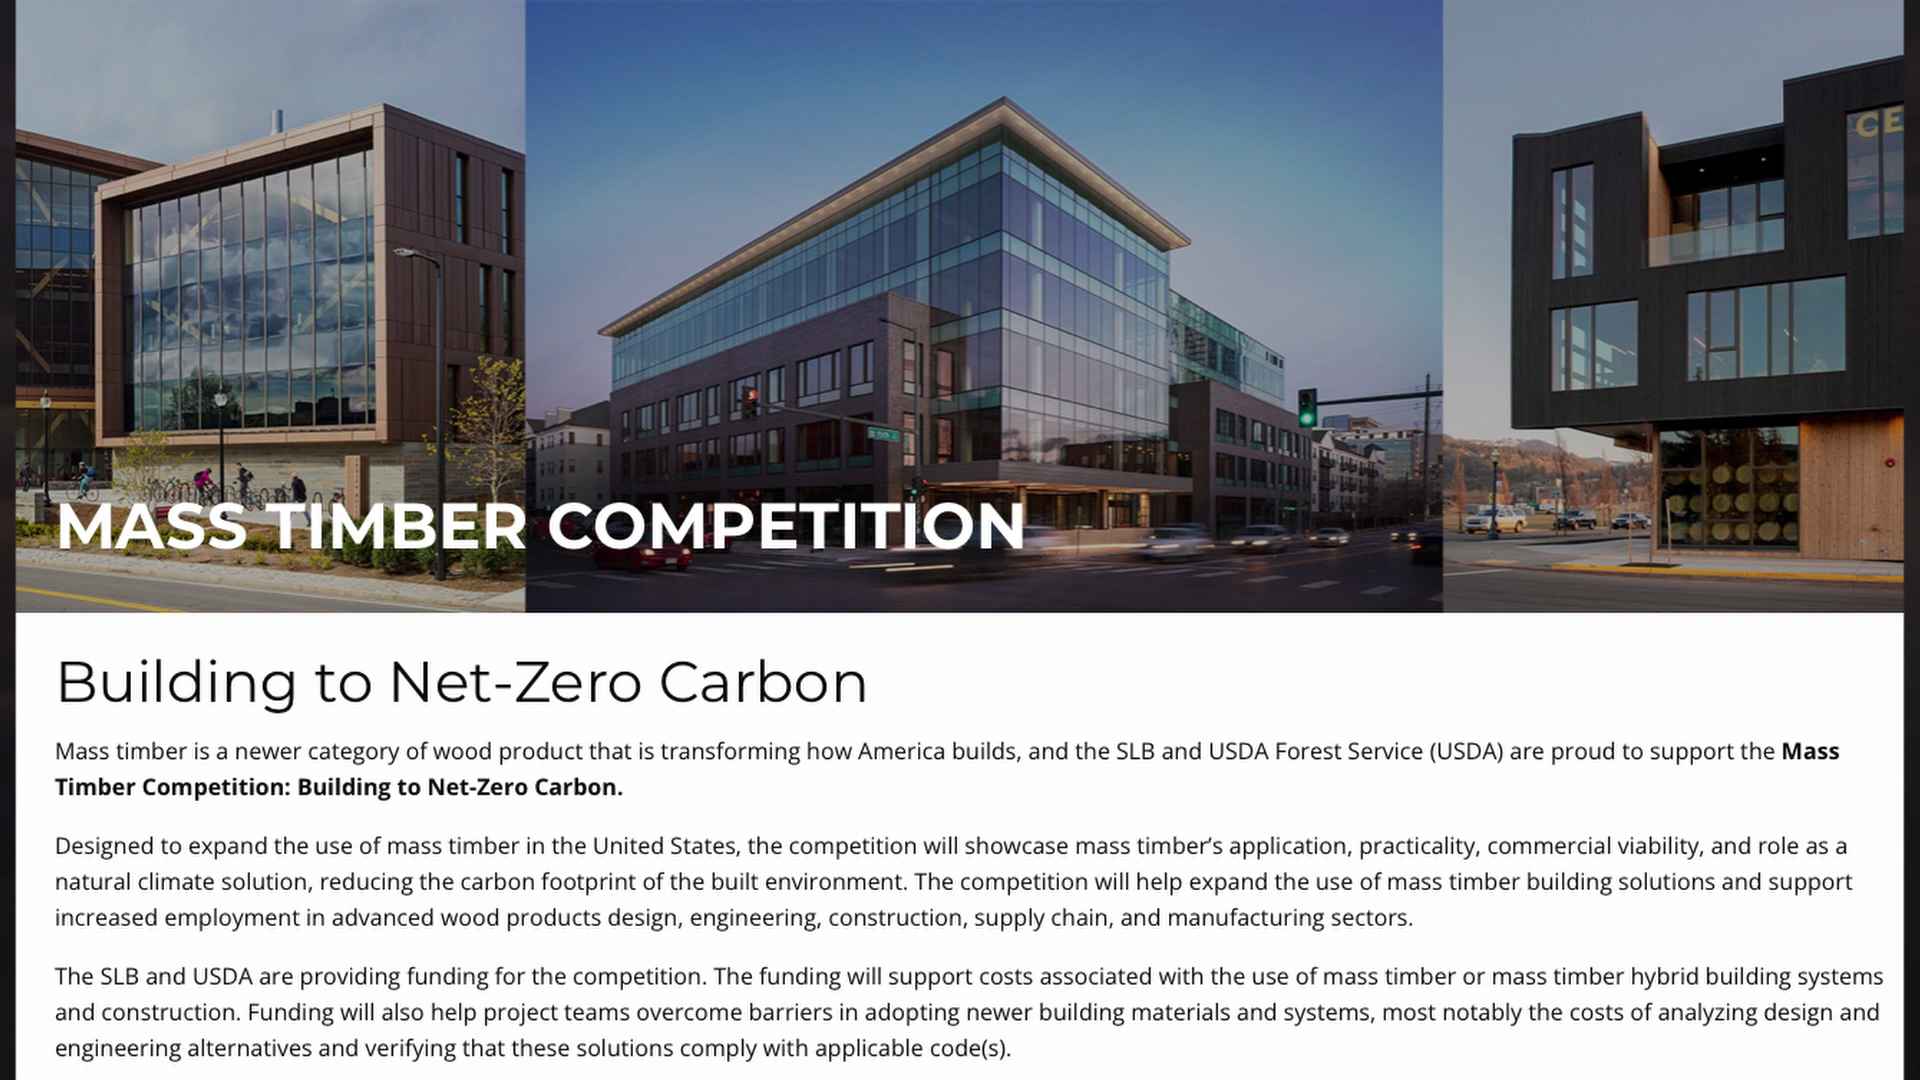 CE
MASS TIMBER COMPETITION
Building to Net-Zero Carbon
Mass timber is a newer category of wood product that is transforming how America builds, and the SLB and USDA Forest Service (USDA) are proud to support the Mass
Timber Competition: Building to Net-Zero Carbon.
Designed to expand the use of mass timber in the United States, the competition will showcase mass timber’s application, practicality, commercial viability, and role as a
natural climate solution, reducing the carbon footprint of the built environment. The competition will help expand the use of mass timber building solutions and support
increased employment in advanced wood products design, engineering, construction, supply chain, and manufacturing sectors.
The SLB and USDA are providing funding for the competition. The funding will support costs associated with the use of mass timber or mass timber hybrid building systems
and construction. Funding will also help project teams overcome barriers in adopting newer building materials and systems, most notably the costs of analyzing design and
engineering alternatives and verifying that these solutions comply with applicable code(s).